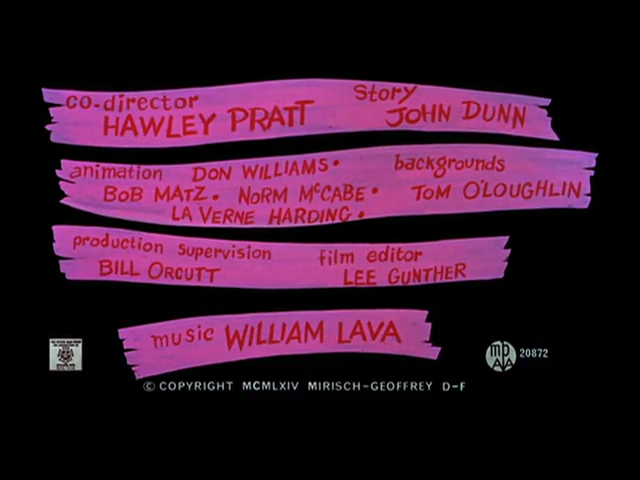 co-director Story
HAWLEY PRATT JOHN DUNN
animation DON WILLIAMS• backgrounds
BOB MATZ• NORM McCABE• TOM O'LOUGHLIN
LA VERNE HARDING•
production supervision film editor
BILL ORCUTT LEE GUNTHER
music WILLIAM LAVA
mpaa 20872
© COPYRIGHT MCMLXIV MIRISCH-GEOFFREY D-F